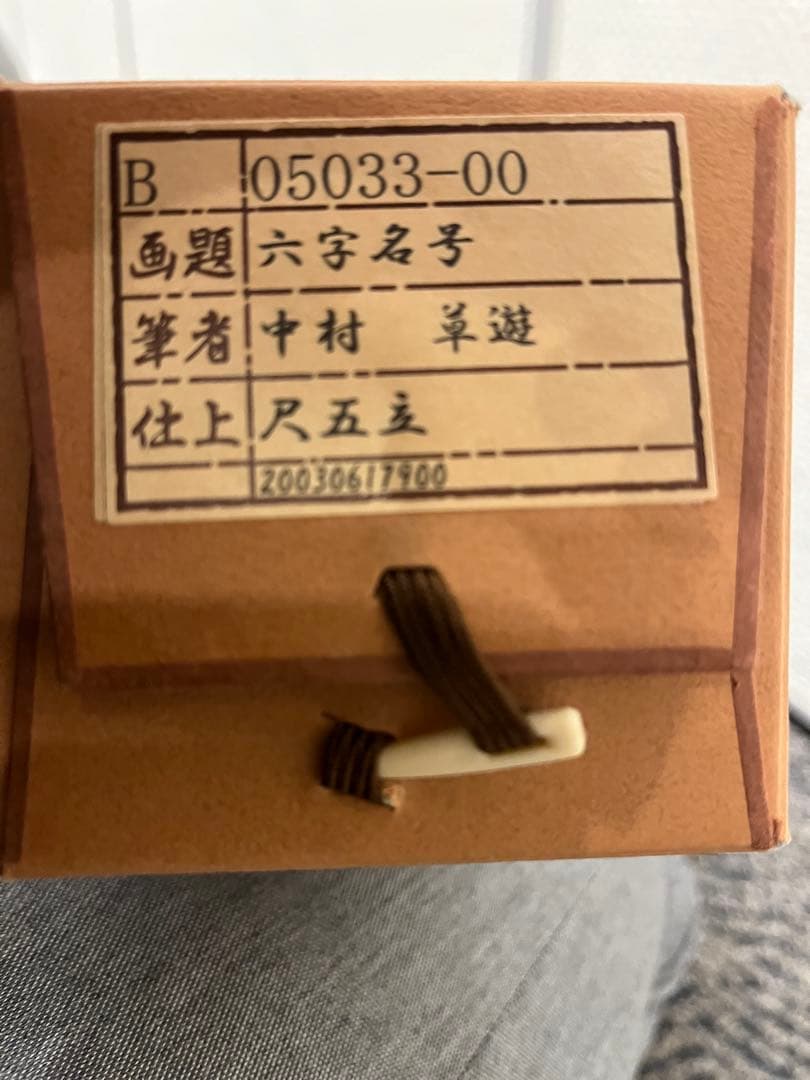 B 05033-00
画題 六字名号
筆者 中村 草遊
仕上 尺五立
20030617900